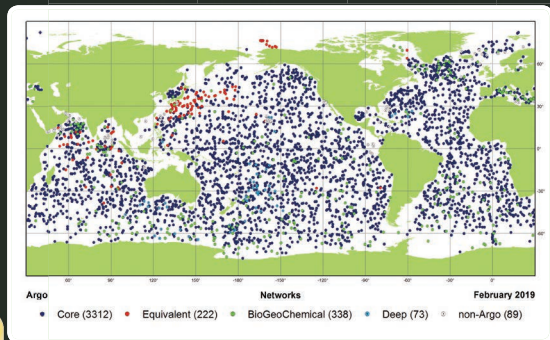 Argo Networks February 2019
Core (3312) Equivalent (222) BioGeoChemical (338) Deep (73) non-Argo (89)